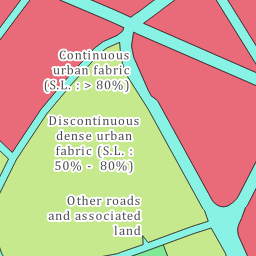 Continuous
urban fabric
(S.L. : > 80%)
Discontinuous
dense urban
fabric (S.L. :
50% -  80%)
Other roads
and associated
land